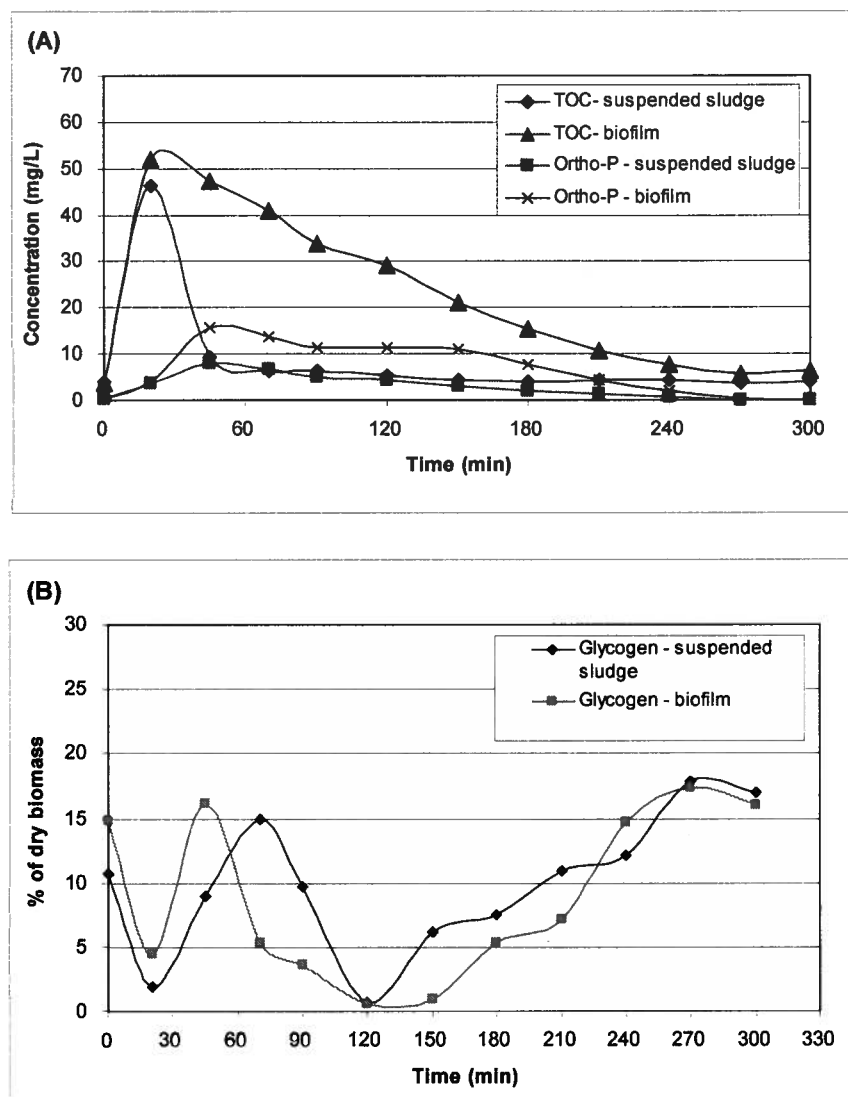 (A)
70
60
50
40
30
20
10
0
Concentration (mg/L)
TOC- suspended sludge
TOC- biofilm
Ortho-P - suspended sludge
Ortho-P - biofilm
0 60 120 180 240 300
Time (min)
(B)
30
25
20
15
10
5
0
% of dry biomass
Glycogen - suspended
sludge
Glycogen - biofilm
0 30 60 90 120 150 180 210 240 270 300 330
Time (min)